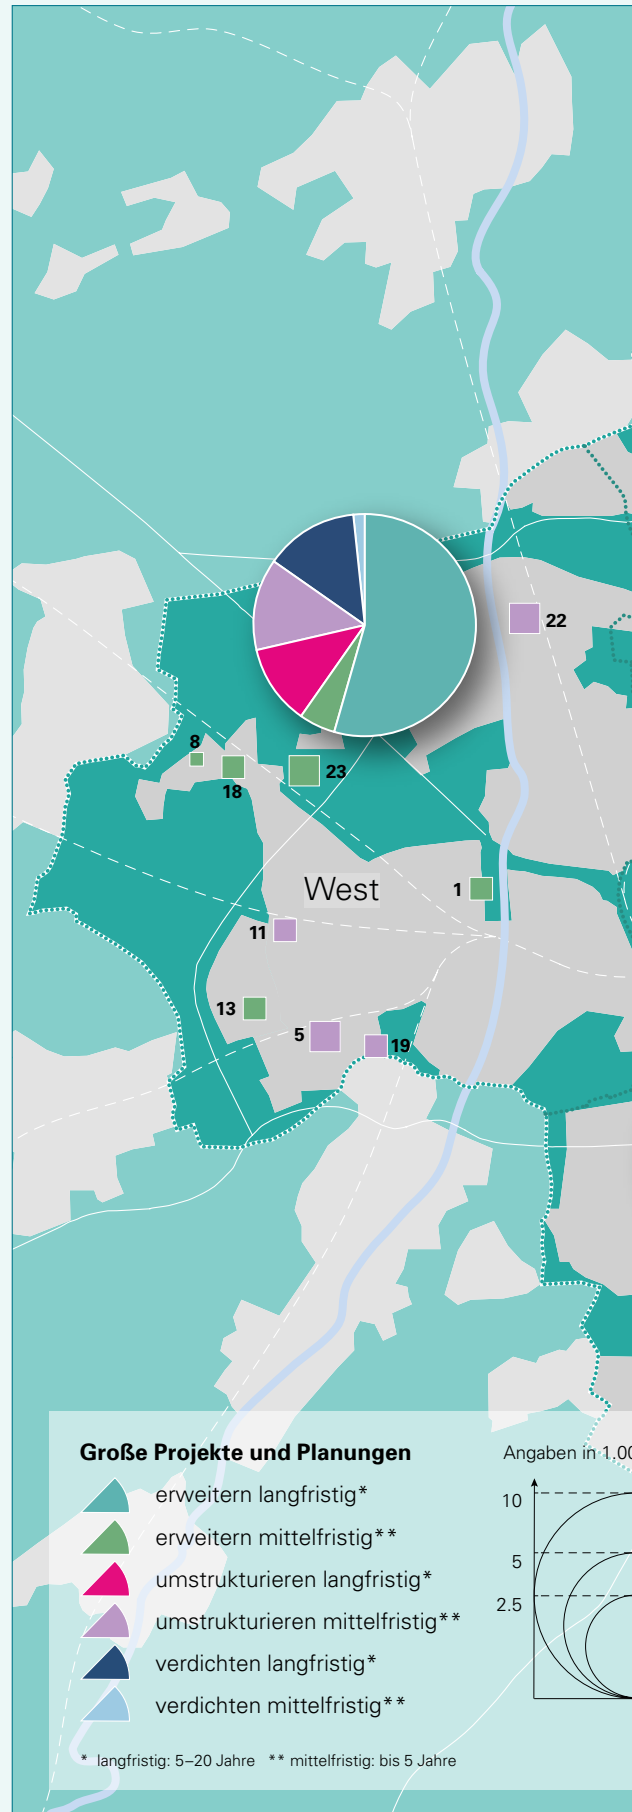 22
8
18
23
West
1
11
13
5
19
Große Projekte und Planungen
erweitern langfristig*
erweitern mittelfristig**
umstrukturieren langfristig*
umstrukturieren mittelfristig**
verdichten langfristig*
verdichten mittelfristig**
* langfristig: 5–20 Jahre ** mittelfristig: bis 5 Jahre
Angaben in 1.00
10
5
2.5